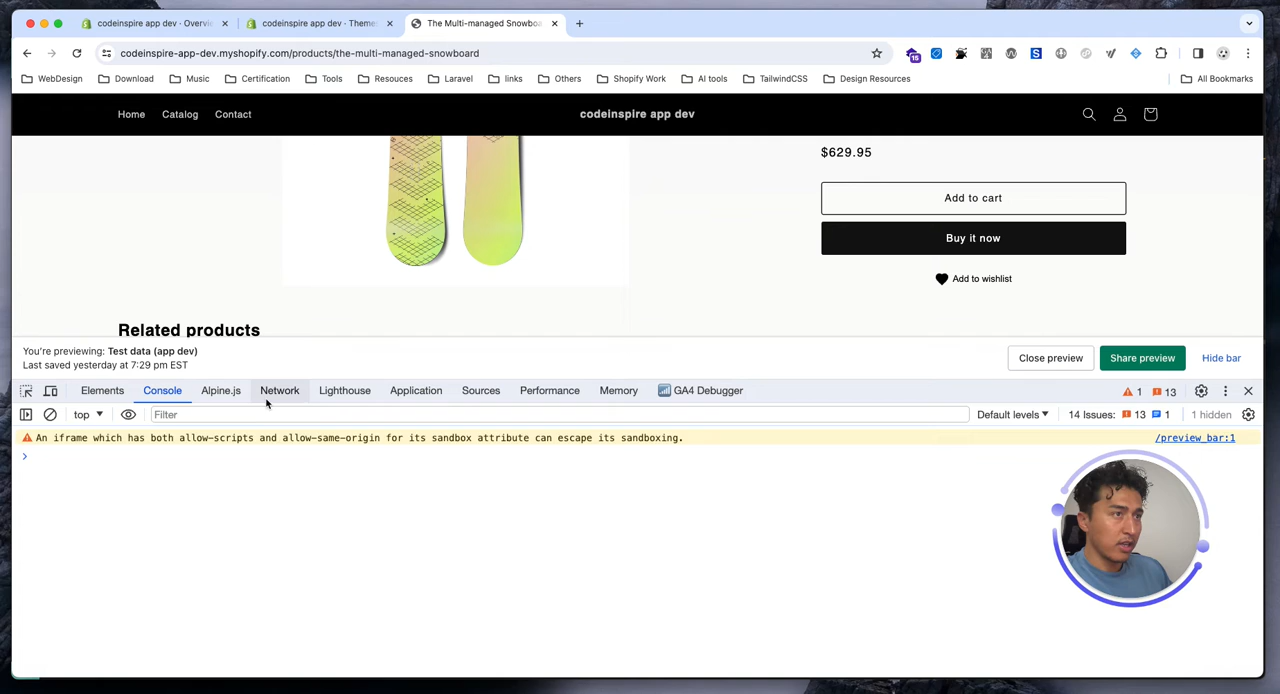 codeinspire app dev · Overvie
codeinspire app dev · Themes
The Multi-managed Snowboa
codeinspire-app-dev.myshopify.com/products/the-multi-managed-snowboard
15
WebDesign
Download
Music
Certification
Tools
Resouces
Laravel
links
Others
Shopify Work
AI tools
TailwindCSS
Design Resources
All Bookmarks
Home
Catalog
Contact
codeinspire app dev
$629.95
Add to cart
Buy it now
Add to wishlist
Related products
You're previewing: Test data (app dev)
Last saved yesterday at 7:29 pm EST
Close preview
Share preview
Hide bar
Elements
Console
Alpine.js
Network
Lighthouse
Application
Sources
Performance
Memory
GA4 Debugger
1
13
top
Filter
Default levels
14 Issues:
13
1
1 hidden
An iframe which has both allow-scripts and allow-same-origin for its sandbox attribute can escape its sandboxing.
/preview_bar:1